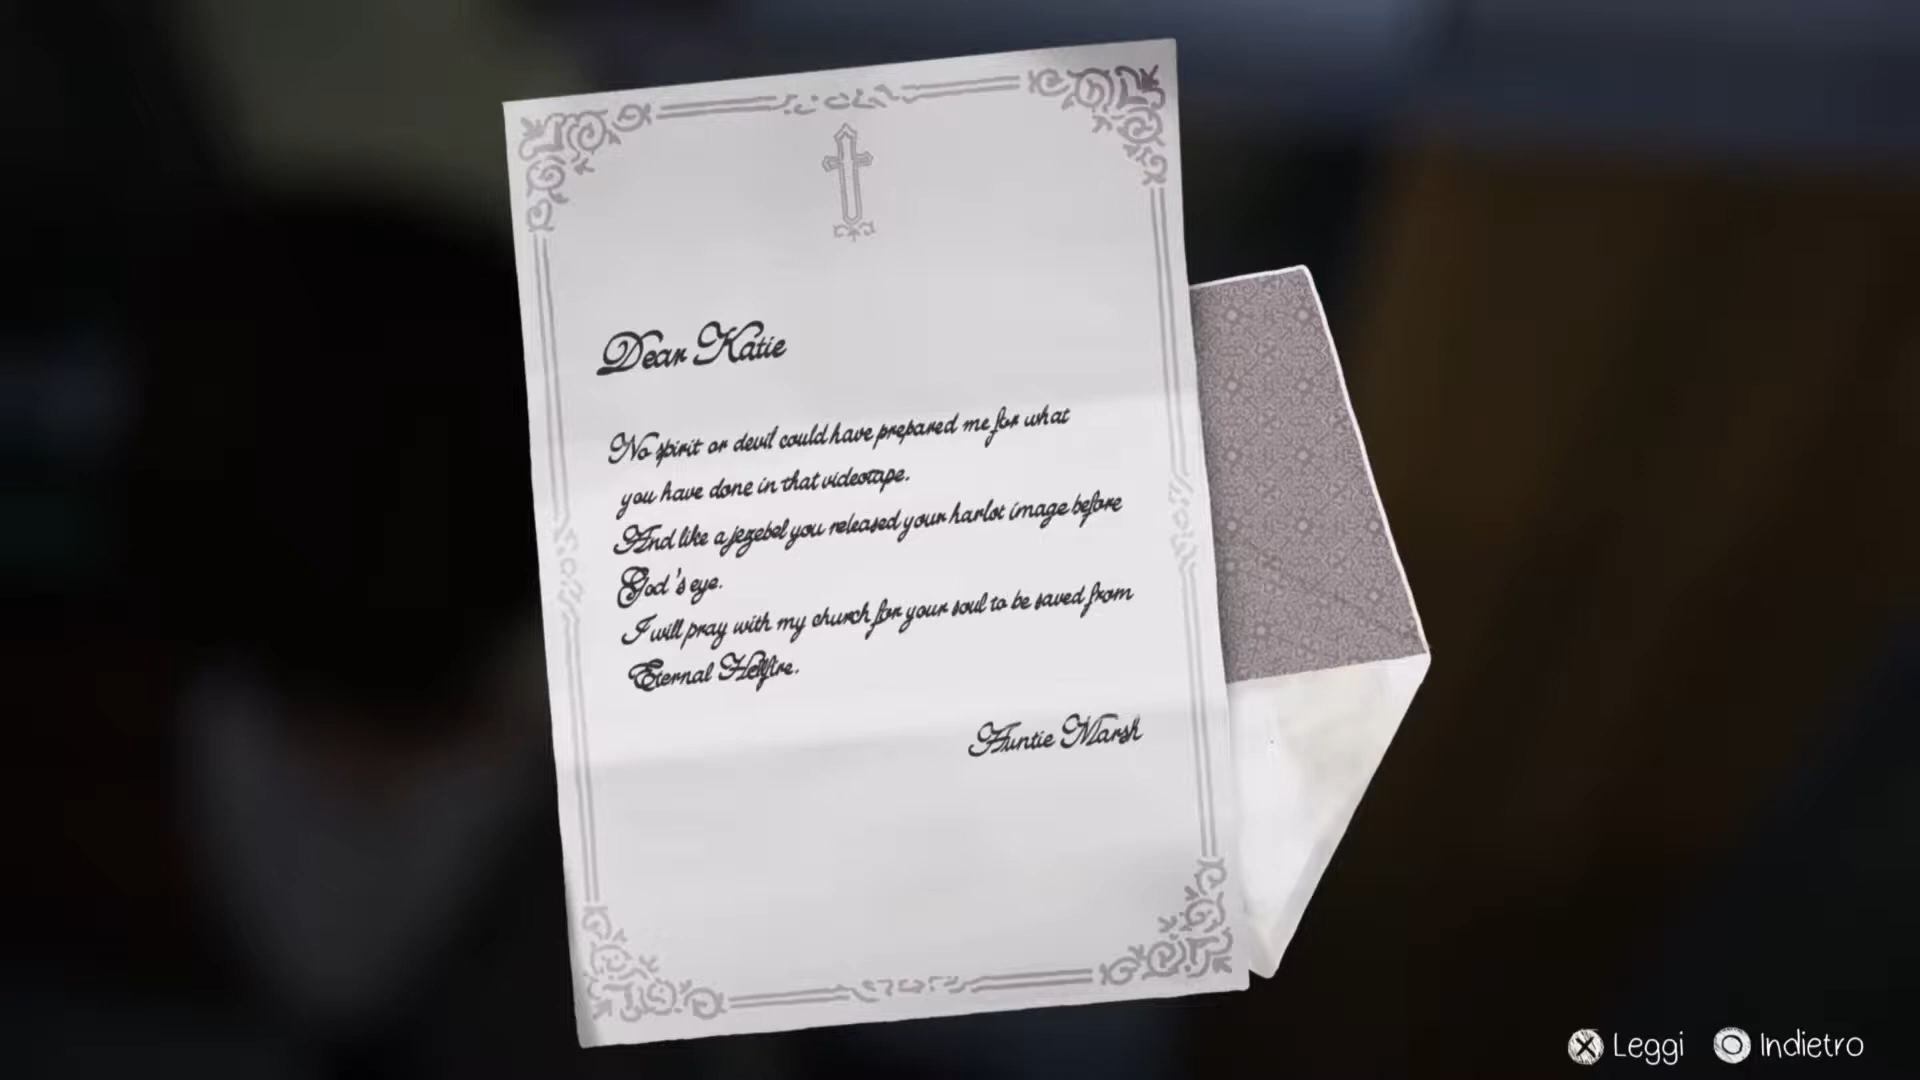 Dear Katie
No spirit or devil could have prepared me for what
you have done in that videotape.
And like a jezebel you released your harlot image before
God's eye.
I will pray with my church for your soul to be saved from
Eternal Hellfire.
Auntie Marsh
Leggi Indietro